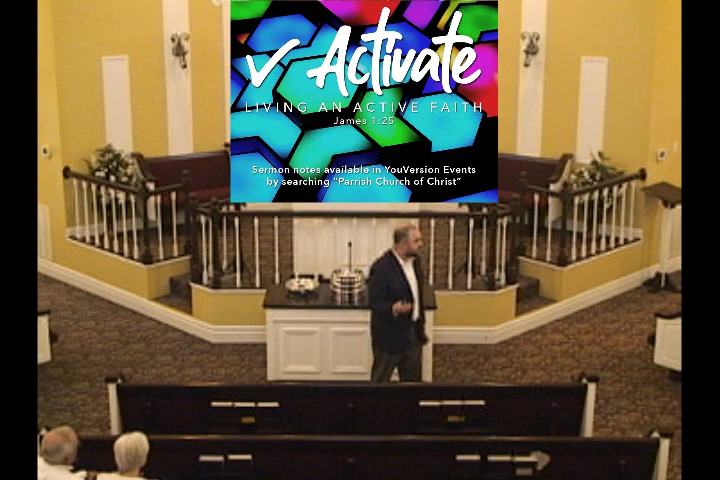 ✓ Activate
LIVING AN ACTIVE FAITH
James 1:25
Sermon notes available in YouVersion Events
by searching "Parrish Church of Christ"